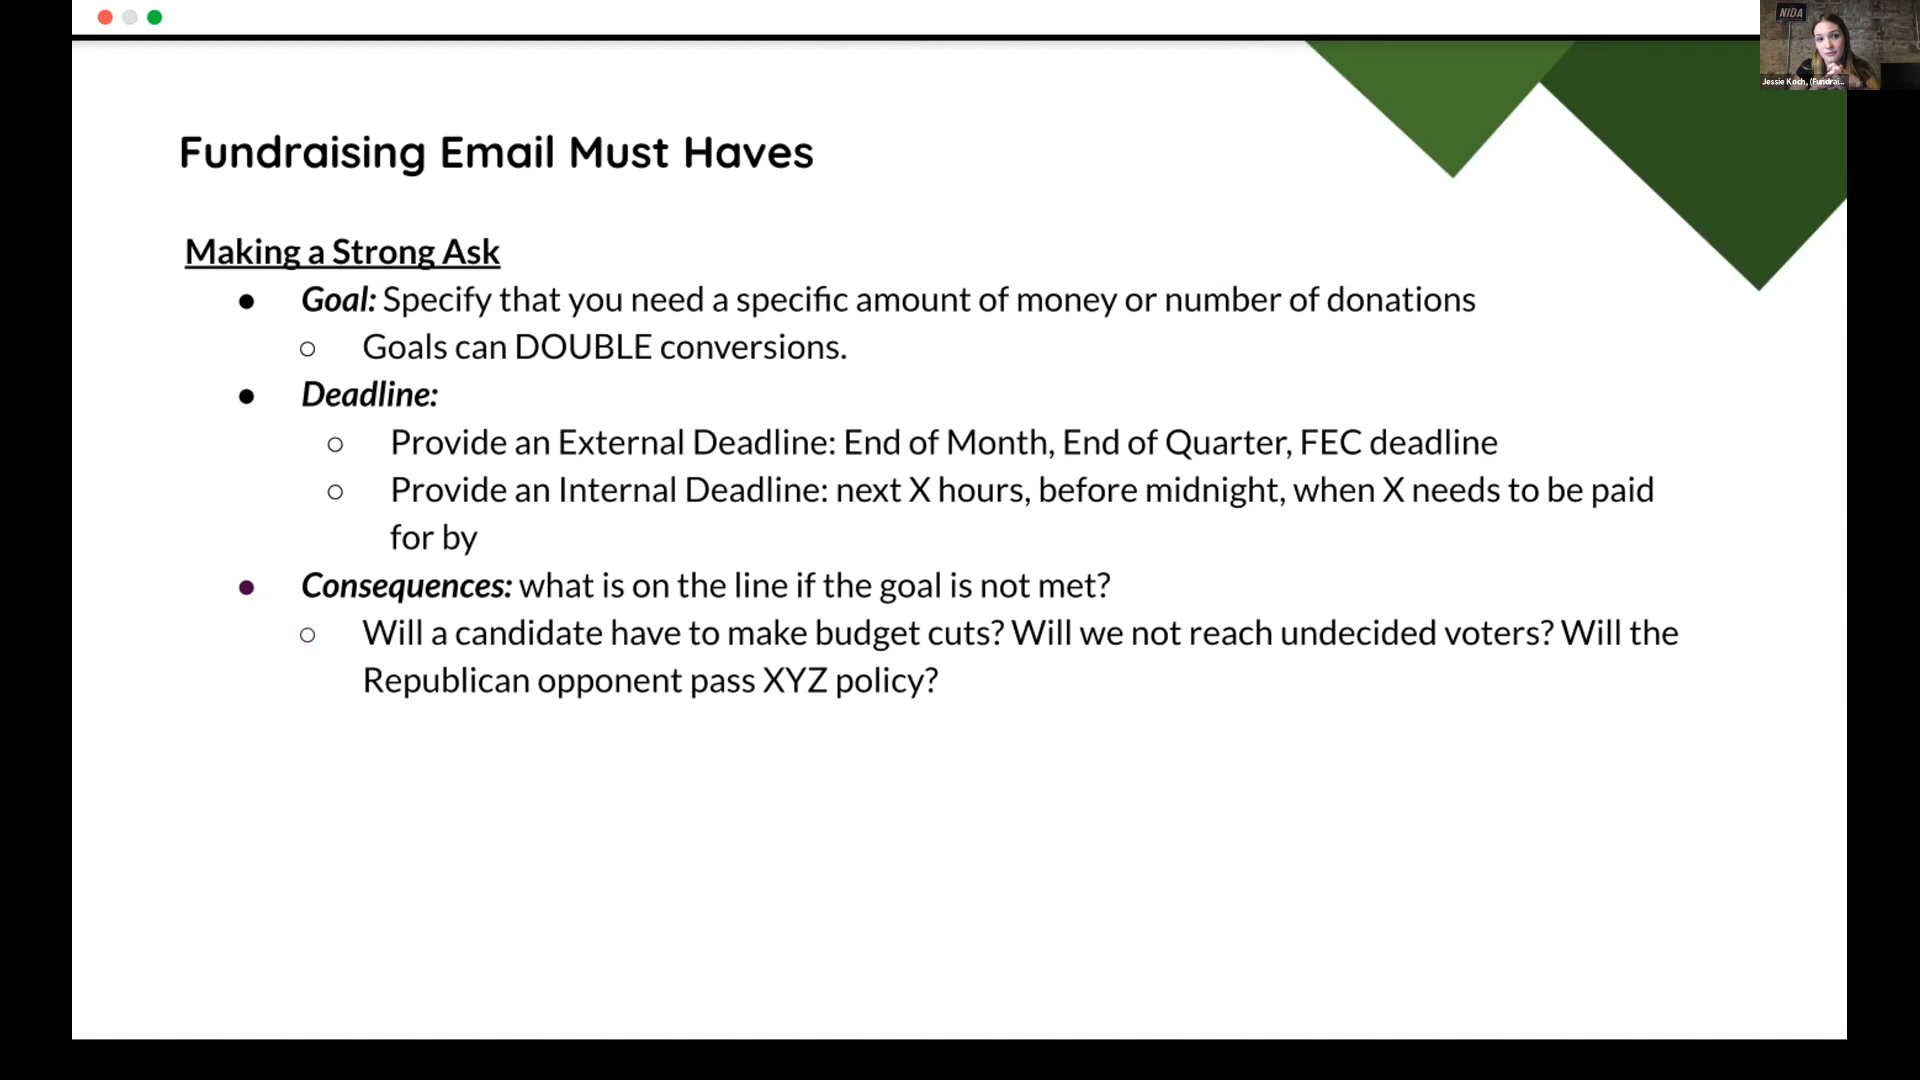 NIDA
Jessie Koch, (Fundrai...
Fundraising Email Must Haves
Making a Strong Ask
● Goal: Specify that you need a specific amount of money or number of donations
○ Goals can DOUBLE conversions.
● Deadline:
○ Provide an External Deadline: End of Month, End of Quarter, FEC deadline
○ Provide an Internal Deadline: next X hours, before midnight, when X needs to be paid
for by
● Consequences: what is on the line if the goal is not met?
○ Will a candidate have to make budget cuts? Will we not reach undecided voters? Will the
Republican opponent pass XYZ policy?